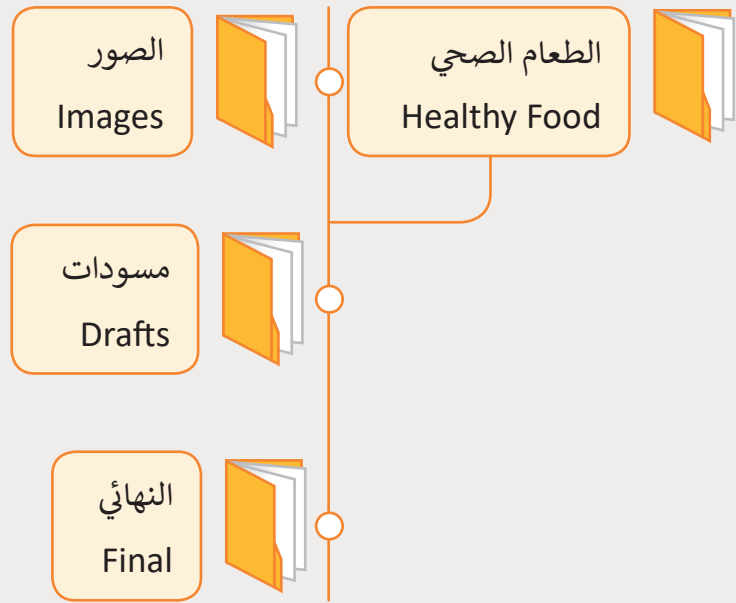 الطعام الصحي
Healthy Food
الصور
Images
مسودات
Drafts
النهائي
Final